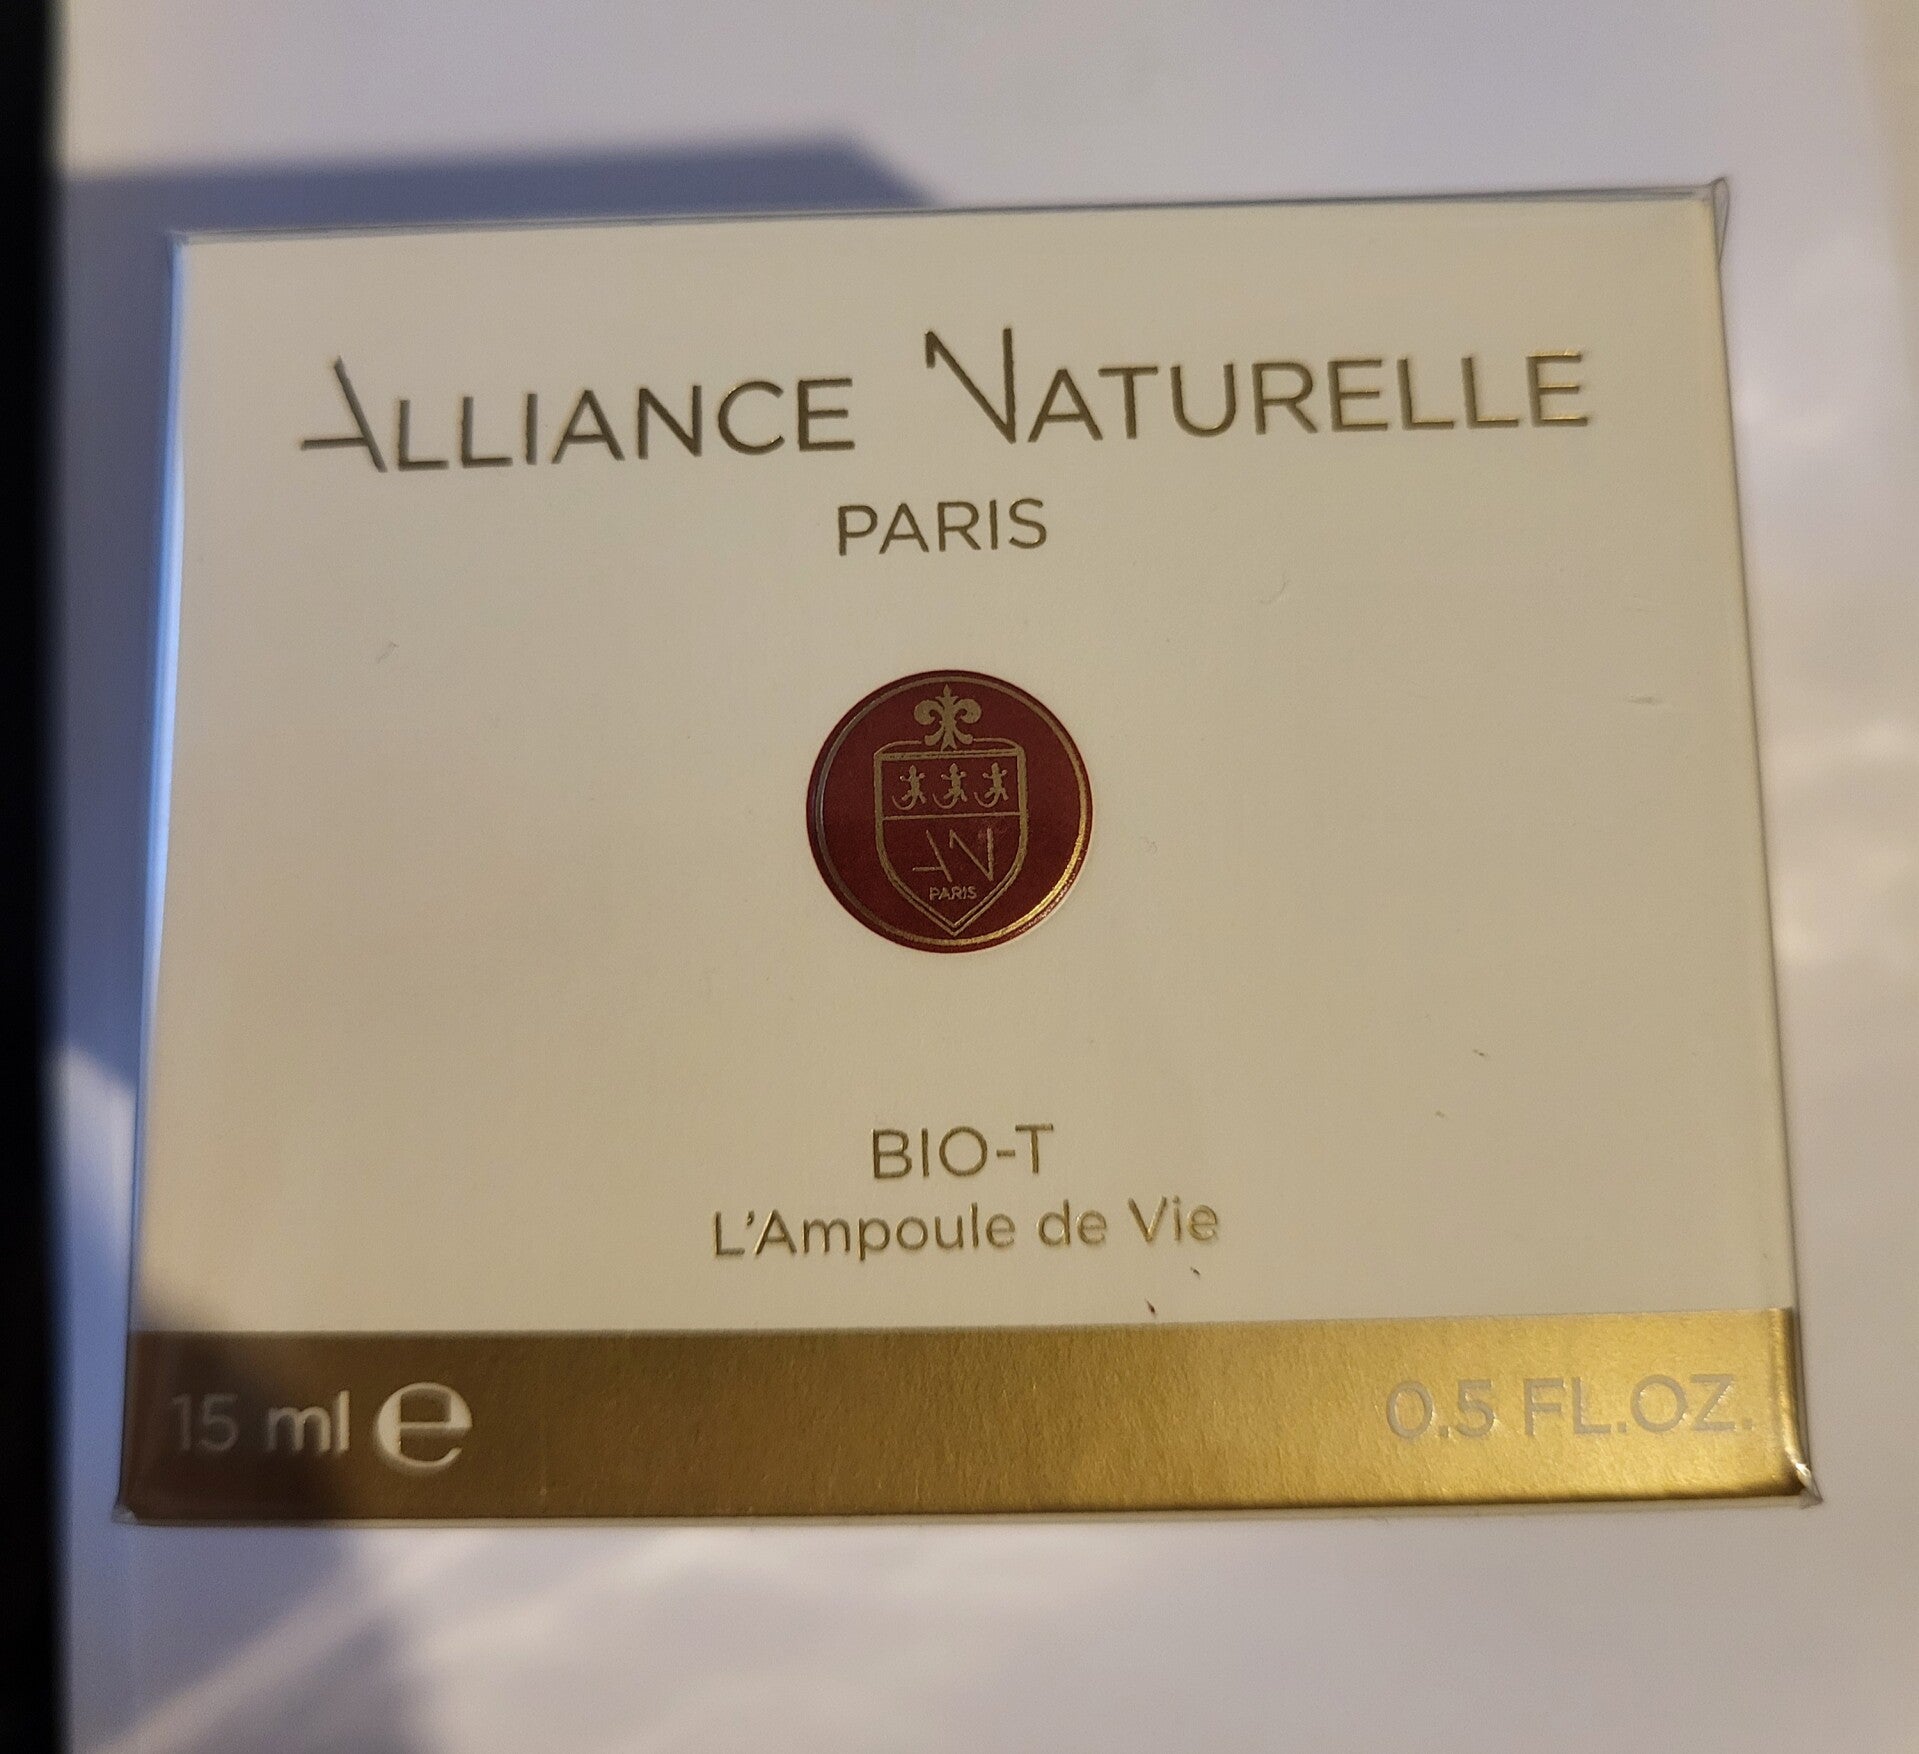 ALLIANCE NATURELLE
PARIS
AN
PARIS
BIO-T
L'Ampoule de Vie
15 ml e
0.5 FL.OZ.